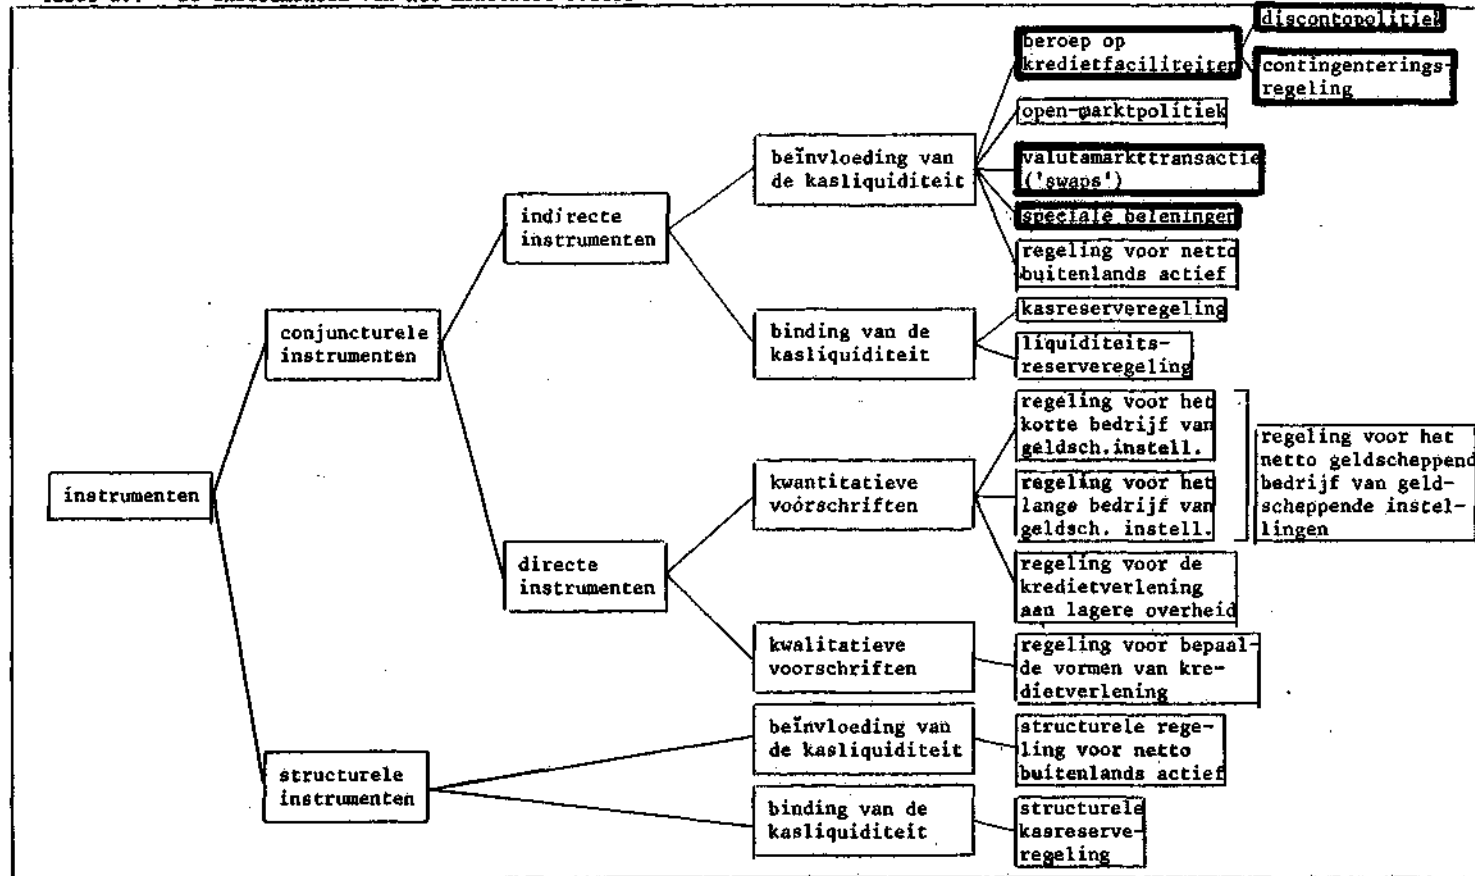 discontopolitiek
beroep op
kredietfaciliteiten
contingenterings-
regeling
open-marktpolitiek
beïnvloeding van
de kasliquiditeit
valutamarkttransactie
('swaps')
indirecte
instrumenten
speciale beleningen
regeling voor netto
buitenlands actief
kasreserveregeling
conjuncturele
instrumenten
binding van de
kasliquiditeit
liquiditeits-
reserveregeling
regeling voor het
korte bedrijf van
geldsch.instell.
regeling voor het
netto geldscheppend
bedrijf van geld-
scheppende instel-
lingen
instrumenten
kwantitatieve
voórschriften
regeling voor het
lange bedrijf van
geldsch. instell.
directe
instrumenten
regeling voor de
kredietverlening
aan lagere overheid
kwalitatieve
voorschriften
regeling voor bepaal-
de vormen van kre-
dietverlening
beïnvloeding van
de kasliquiditeit
structurele rege-
ling voor netto
buitenlands actief
structurele
instrumenten
binding van de
kasliquiditeit
structurele
kasreserve-
regeling